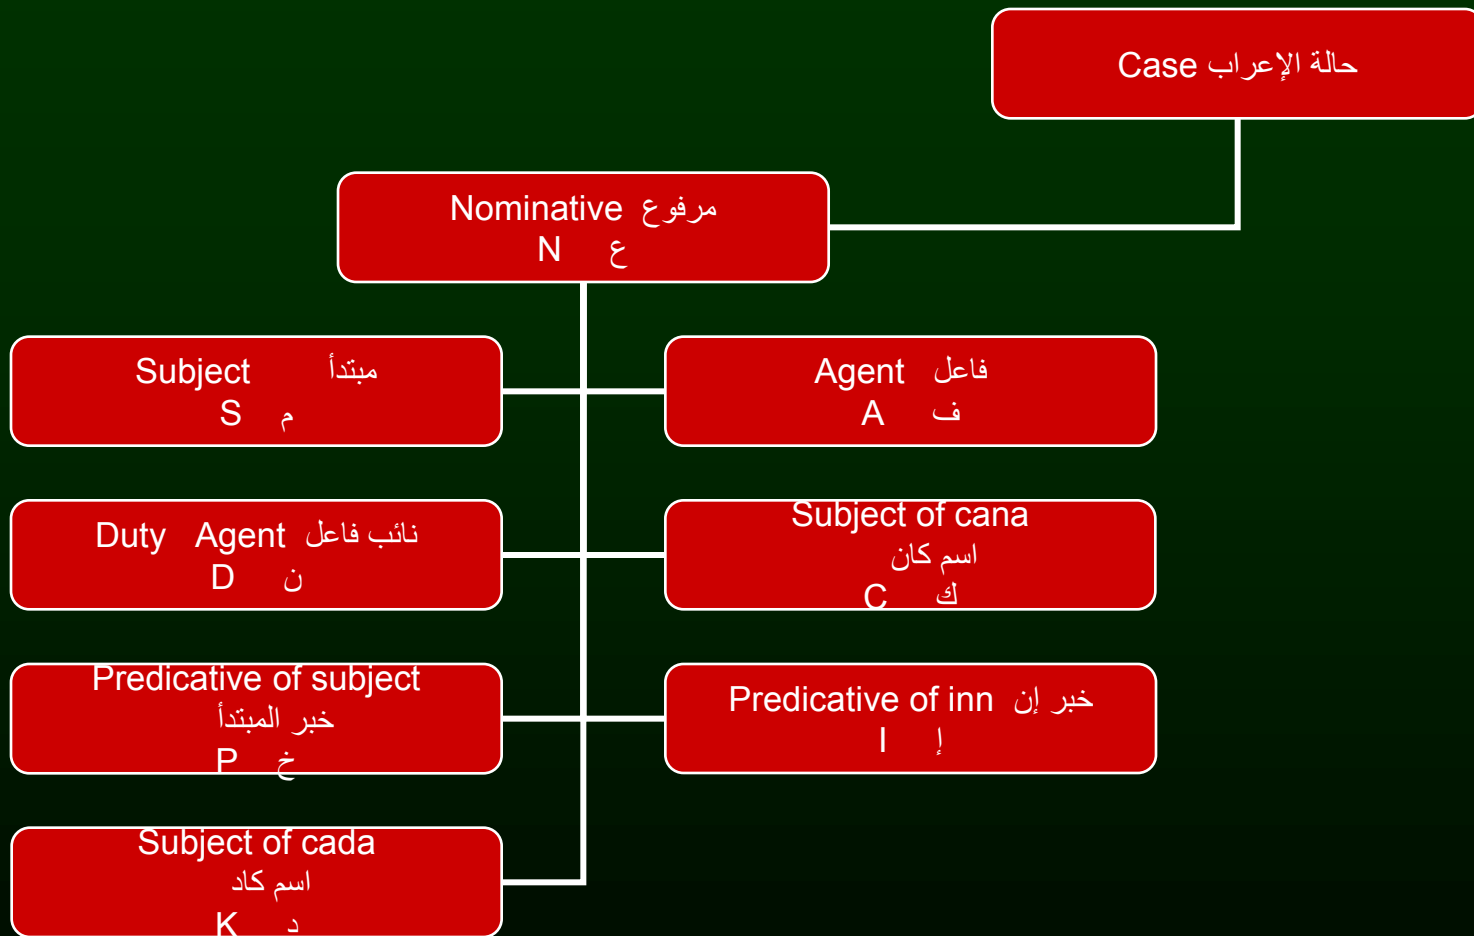 Case حالة الإعراب
Nominative مرفوع
N ع
Subject مبتدأ
S م
Agent فاعل
A ف
Duty Agent نائب فاعل
D ن
Subject of cana
اسم كان
C ك
Predicative of subject
خبر المبتدأ
P خ
Predicative of inn خبر إن
I إ
Subject of cada
اسم كاد
K د